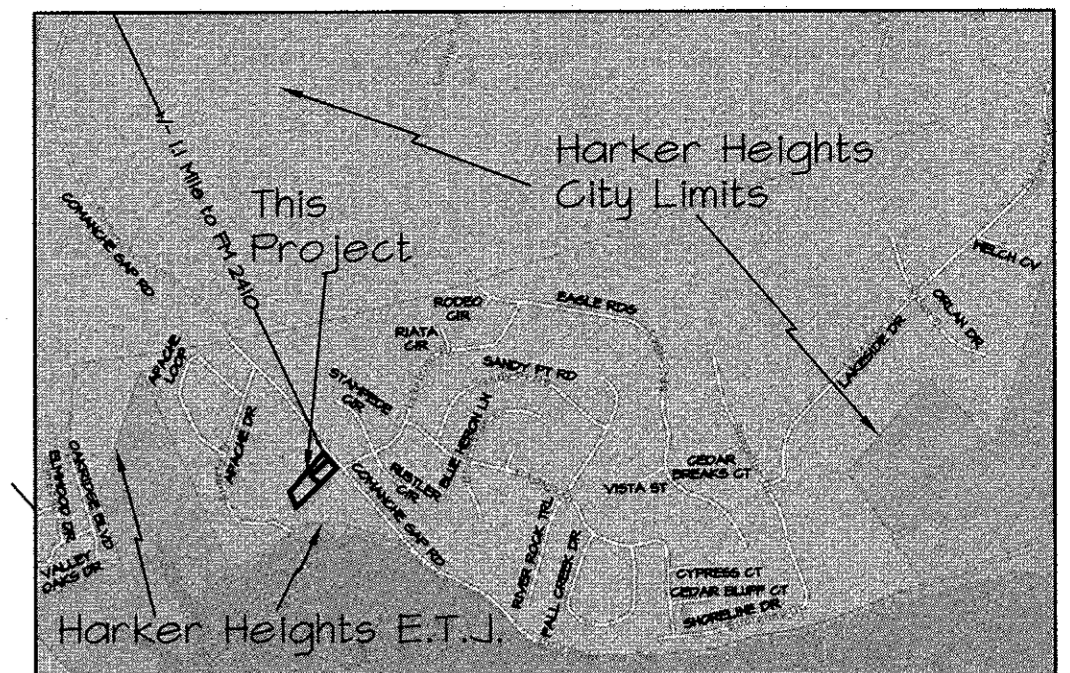 Harker Heights
City Limits
+/- 1.1 Mile to FM 2410
This
Project
COMANCHE GAP RD
WELCH CV
ORLAN DR
LAKESIDE DR
RODEO
CIR
EAGLE RDG
RIATA
CIR
SANDY PT RD
STAMPEDE
CIR
BLUE HERON LN
APACHE
LOOP
APACHE DR
RUSTLER
CIR
COMANCHE GAP RD
CEDAR
BREAKS CT
VISTA ST
OAKRIDGE BLVD
ELMWOOD DR
VALLEY
OAKS DR
RIVER ROCK TRL
FALL CREEK DR
CYPRESS CT
CEDAR BLUFF CT
SHORELINE DR
Harker Heights E.T.J.